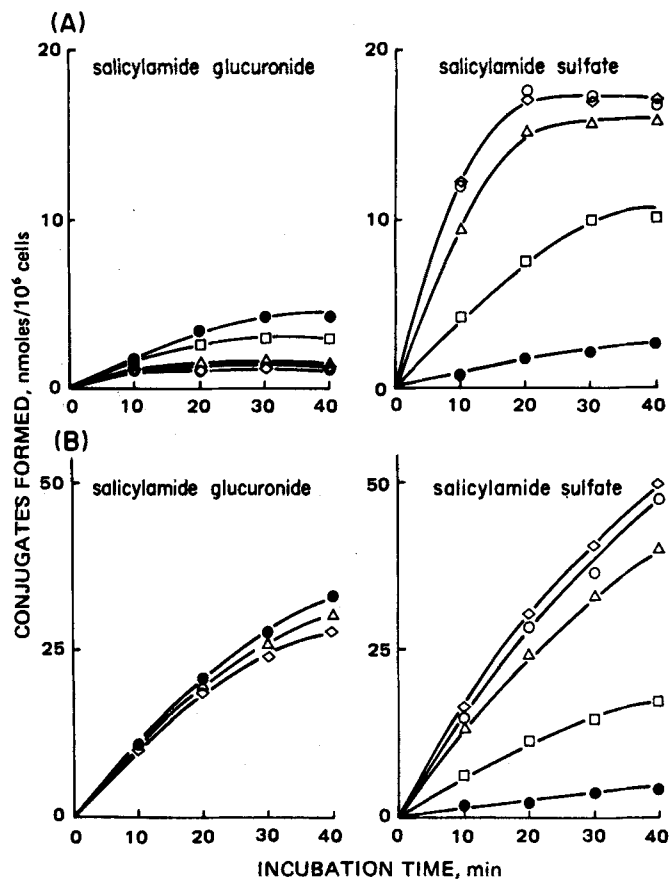 (A)
salicylamide glucuronide
salicylamide sulfate
20
10
0
0 10 20 30 40
20
10
0
0 10 20 30 40
(B)
salicylamide glucuronide
salicylamide sulfate
50
25
0
0 10 20 30 40
50
25
0
0 10 20 30 40
CONJUGATES FORMED, nmoles/10⁶ cells
INCUBATION TIME, min